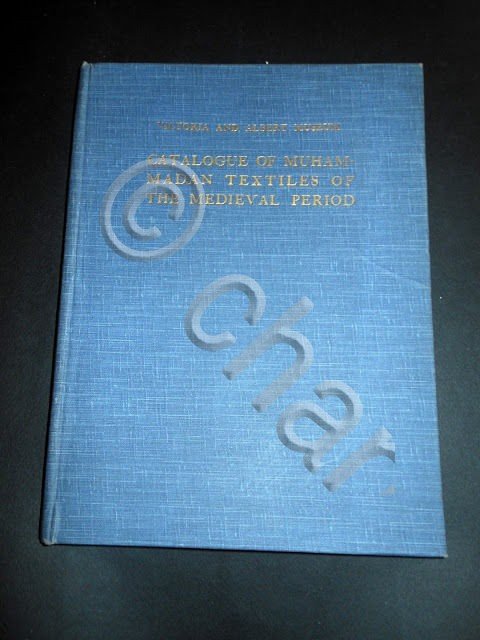 VICTORIA AND ALBERT MUSEUM
CATALOGUE OF MUHAM-
MADAN TEXTILES OF
THE MEDIEVAL PERIOD
© char.